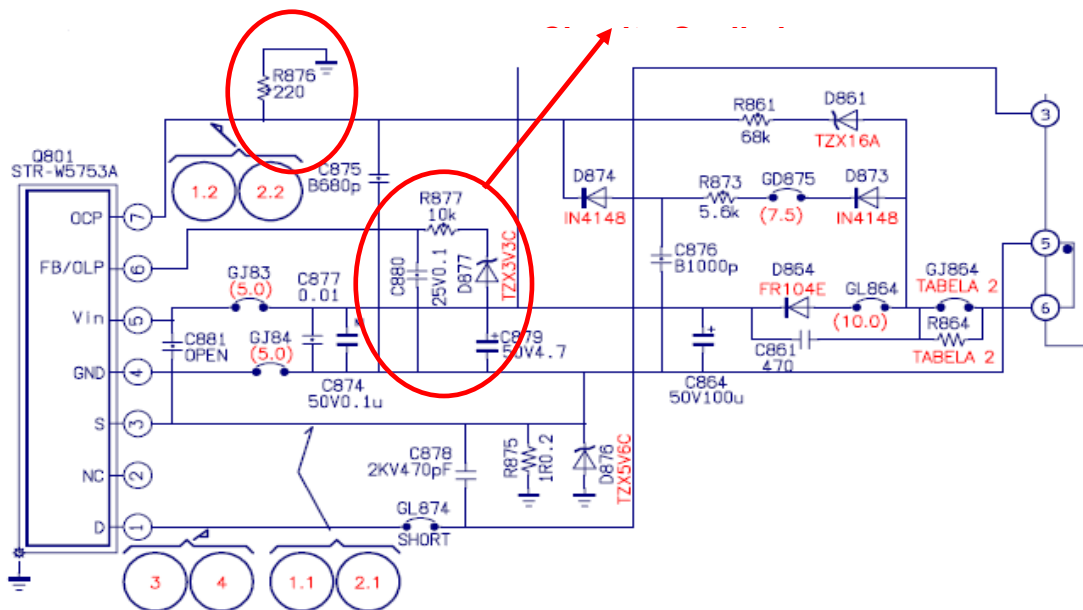 R876
220
R861
68k
D861
TZX16A
3
Q801
STR-W5753A
1.2
2.2
C875
B680p
D874
IN4148
R873
5.6k
GD875
(7.5)
D873
IN4148
OCP
7
R877
10k
FB/OLP
6
GJ83
(5.0)
C877
0.01
C880
25V0.1
D877
TZX3V3C
C876
B1000p
5
D864
FR104E
GL864
(10.0)
GJ864
TABELA 2
6
Vin
5
C881
OPEN
GJ84
(5.0)
C879
50V4.7
C861
470
R864
TABELA 2
GND
4
C874
50V0.1u
C864
50V100u
S
3
C878
2KV470pF
R875
1R0.2
D876
TZX5V6C
NC
2
D
1
GL874
SHORT
3
4
1.1
2.1